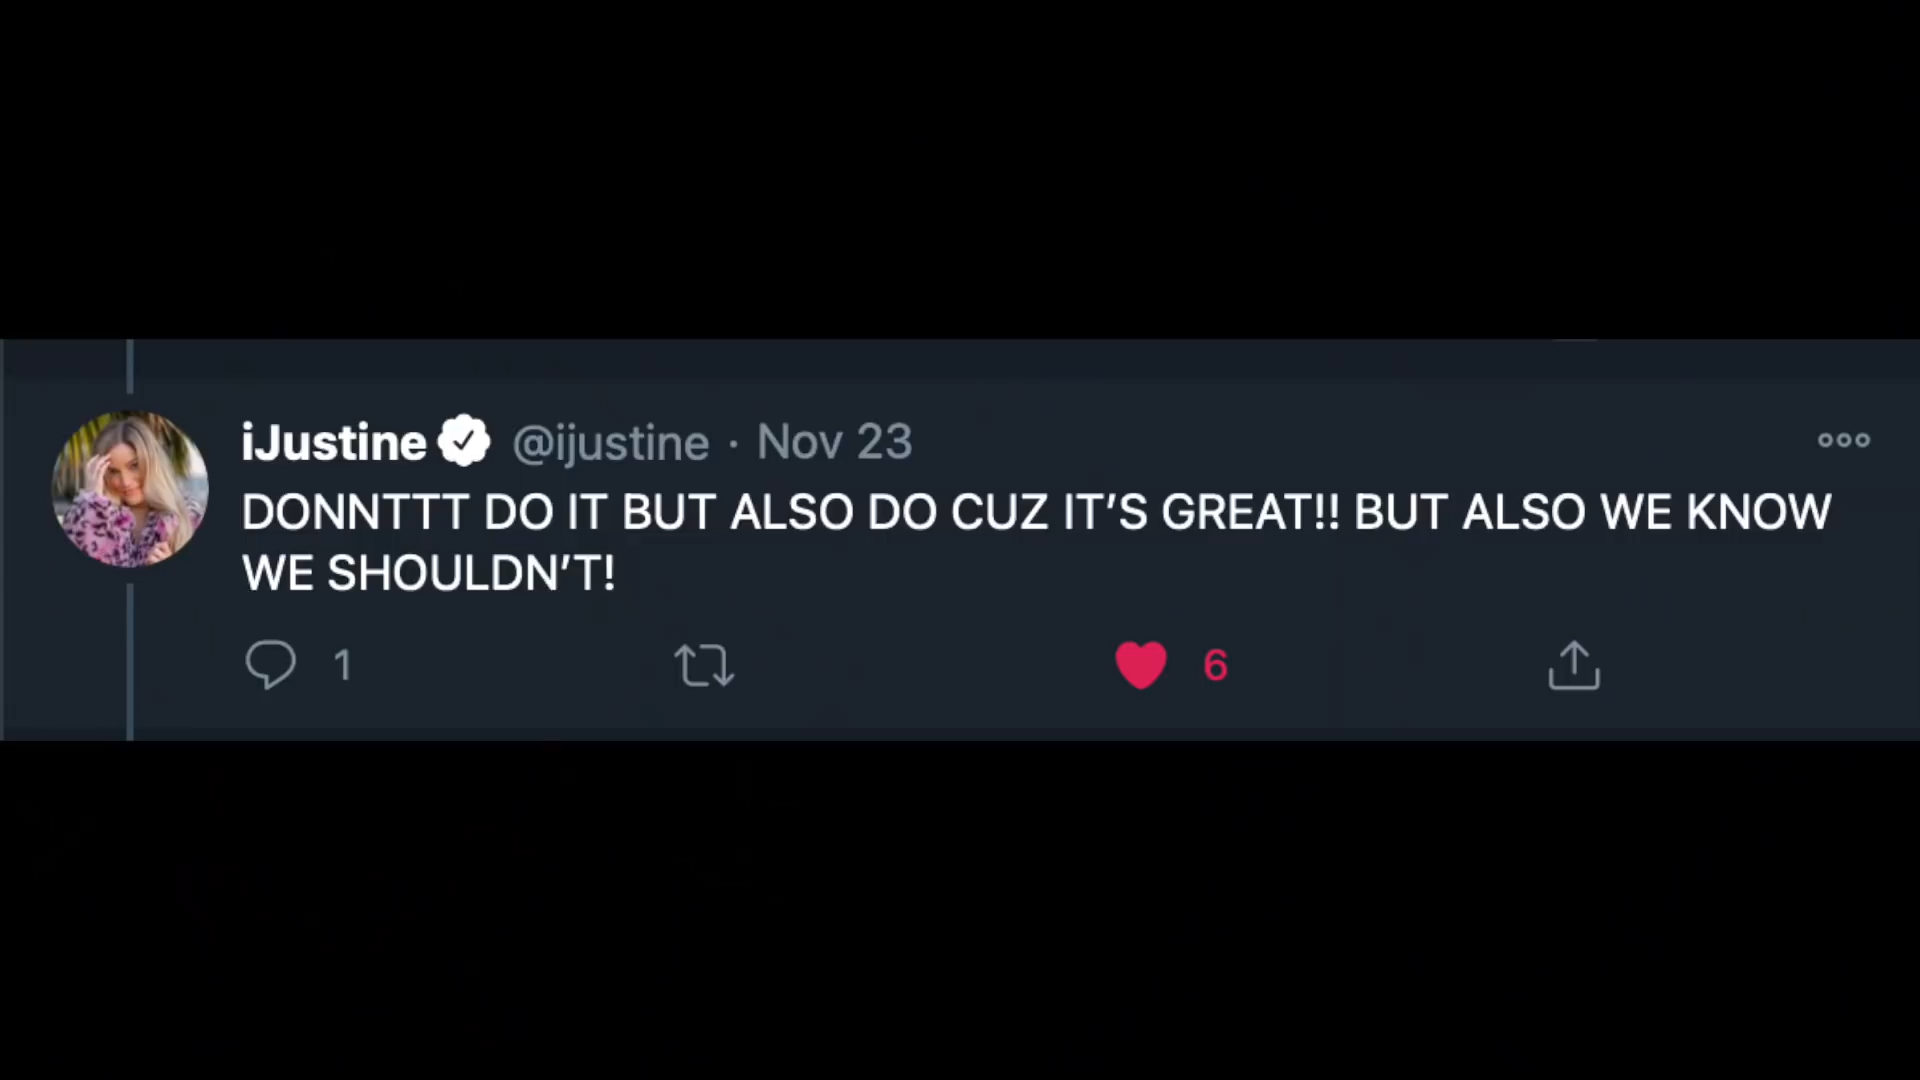 iJustine @ijustine · Nov 23
DONNTTT DO IT BUT ALSO DO CUZ IT’S GREAT!! BUT ALSO WE KNOW
WE SHOULDN’T!
1 6